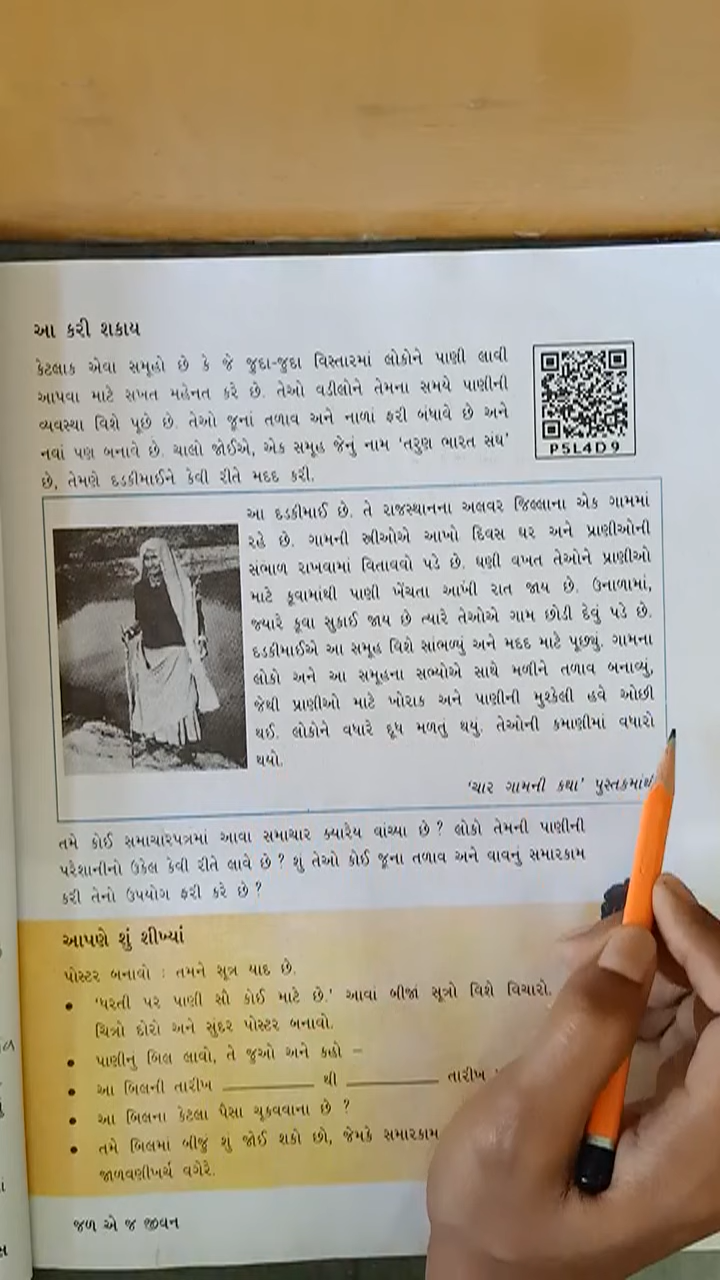 આ કરી શકાય
કેટલાક એવા સમૂહો છે કે જે જુદા-જુદા વિસ્તારમાં લોકોને પાણી લાવી
આપવા માટે સખત મહેનત કરે છે. તેઓ વડીલોને તેમના સમયે પાણીની
વ્યવસ્થા વિશે પૂછે છે. તેઓ જૂનાં તળાવ અને નાળાં ફરી બંધાવે છે અને
નવાં પણ બનાવે છે. ચાલો જોઈએ, એક સમૂહ જેનું નામ ‘તરુણ ભારત સંઘ’
છે, તેમણે દડકીમાઈને કેવી રીતે મદદ કરી.
P5L4D9
આ દડકીમાઈ છે. તે રાજસ્થાનના અલવર જિલ્લાના એક ગામમાં
રહે છે. ગામની સ્ત્રીઓએ આખો દિવસ ઘર અને પ્રાણીઓની
સંભાળ રાખવામાં વિતાવવો પડે છે. ઘણી વખત તેઓને પ્રાણીઓ
માટે કૂવામાંથી પાણી ખેંચતા આખી રાત જાય છે. ઉનાળામાં,
જ્યારે કૂવા સુકાઈ જાય છે ત્યારે તેઓએ ગામ છોડી દેવું પડે છે.
દડકીમાઈએ આ સમૂહ વિશે સાંભળ્યું અને મદદ માટે પૂછ્યું. ગામના
લોકો અને આ સમૂહના સભ્યોએ સાથે મળીને તળાવ બનાવ્યું,
જેથી પ્રાણીઓ માટે ખોરાક અને પાણીની મુશ્કેલી હવે ઓછી
થઈ. લોકોને વધારે દૂધ મળતું થયું. તેઓની કમાણીમાં વધારો
થયો.
‘ચાર ગામની કથા’ પુસ્તકમાંથી
તમે કોઈ સમાચારપત્રમાં આવા સમાચાર ક્યારેય વાંચ્યા છે ? લોકો તેમની પાણીની
પરેશાનીનો ઉકેલ કેવી રીતે લાવે છે ? શું તેઓ કોઈ જૂના તળાવ અને વાવનું સમારકામ
કરી તેનો ઉપયોગ ફરી કરે છે ?
આપણે શું શીખ્યાં
પોસ્ટર બનાવો : તમને સૂત્ર યાદ છે.
• ‘ધરતી પર પાણી સૌ કોઈ માટે છે.’ આવાં બીજાં સૂત્રો વિશે વિચારો.
ચિત્રો દોરો અને સુંદર પોસ્ટર બનાવો.
• પાણીનુ બિલ લાવો, તે જુઓ અને કહો –
• આ બિલની તારીખ ________ થી ________ તારીખ
• આ બિલના કેટલા પૈસા ચૂકવવાના છે ?
• તમે બિલમાં બીજું શું જોઈ શકો છો, જેમકે સમારકામ
જાળવણીખર્ચ વગેરે.
જળ એ જ જીવન